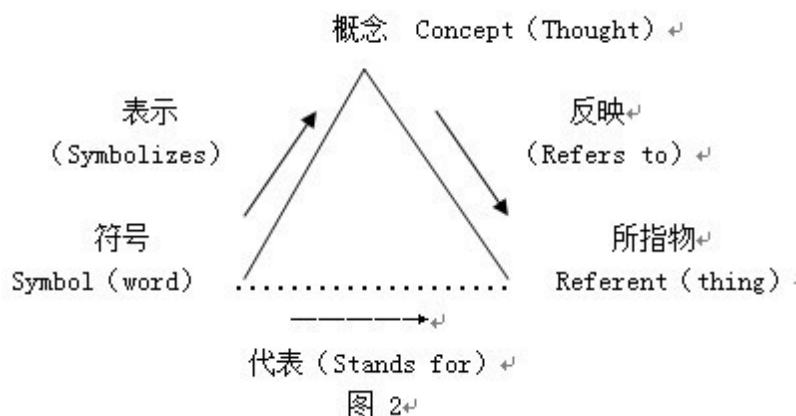 概念 Concept（Thought）
表示
（Symbolizes）
反映
（Refers to）
符号
Symbol（word）
所指物
Referent（thing）
代表（Stands for）
图 2